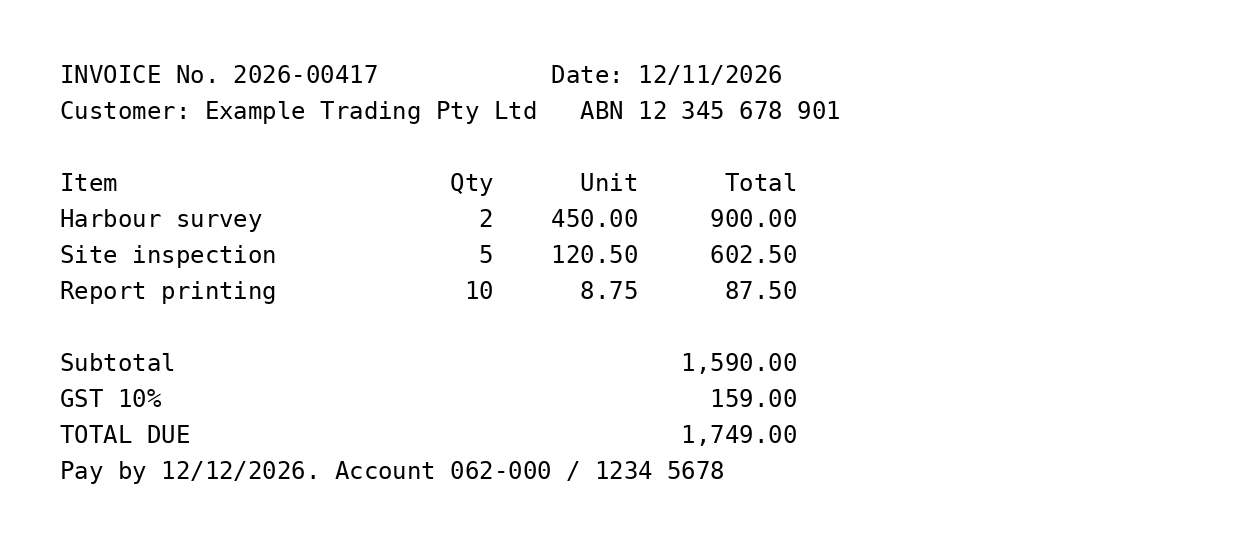 INVOICE No. 2026-00417            Date: 12/11/2026
Customer: Example Trading Pty Ltd   ABN 12 345 678 901
Item                       Qty      Unit      Total
Harbour survey               2    450.00     900.00
Site inspection              5    120.50     602.50
Report printing             10      8.75      87.50
Subtotal                                   1,590.00
GST 10%                                      159.00
TOTAL DUE                                  1,749.00
Pay by 12/12/2026. Account 062-000 / 1234 5678